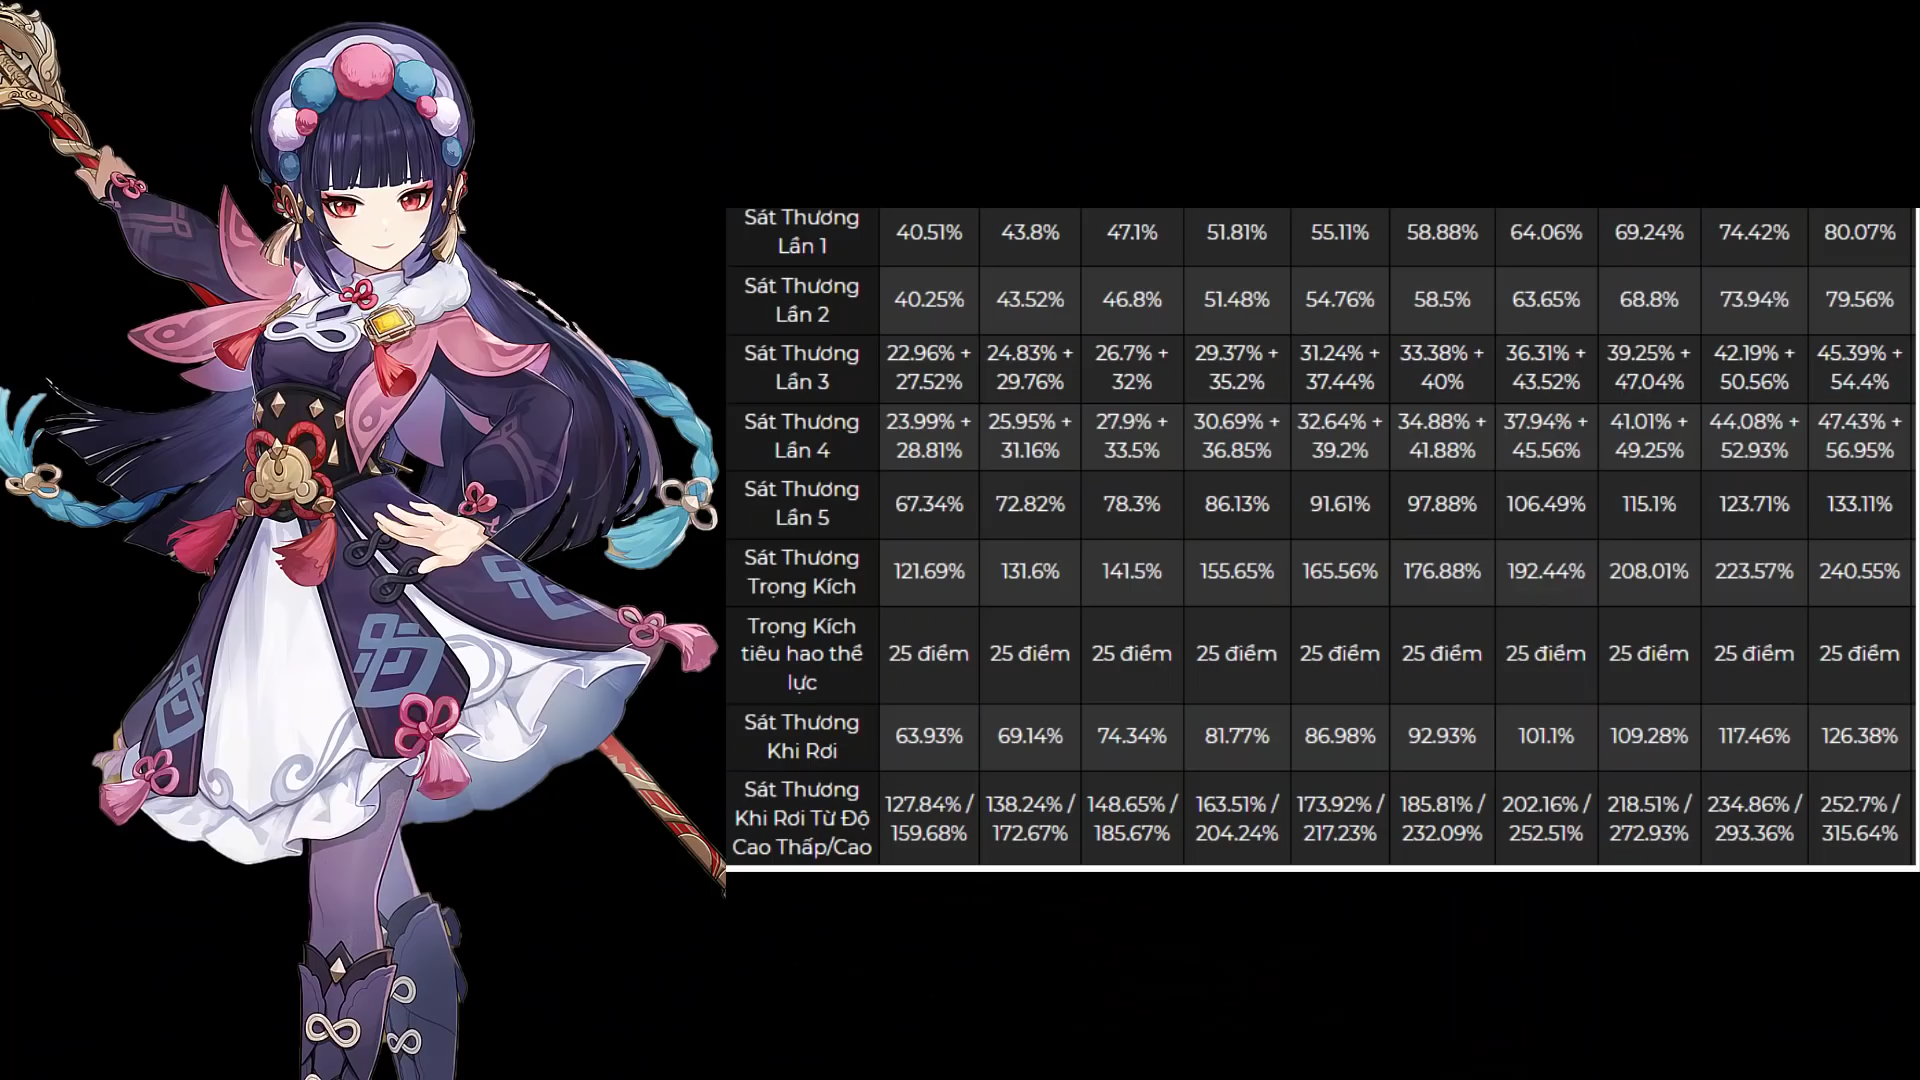 Sát Thương
Lần 1
40.51% 43.8% 47.1% 51.81% 55.11% 58.88% 64.06% 69.24% 74.42% 80.07%
Sát Thương
Lần 2
40.25% 43.52% 46.8% 51.48% 54.76% 58.5% 63.65% 68.8% 73.94% 79.56%
Sát Thương
Lần 3
22.96% + 24.83% + 26.7% + 29.37% + 31.24% + 33.38% + 36.31% + 39.25% + 42.19% + 45.39% +
27.52% 29.76% 32% 35.2% 37.44% 40% 43.52% 47.04% 50.56% 54.4%
Sát Thương
Lần 4
23.99% + 25.95% + 27.9% + 30.69% + 32.64% + 34.88% + 37.94% + 41.01% + 44.08% + 47.43% +
28.81% 31.16% 33.5% 36.85% 39.2% 41.88% 45.56% 49.25% 52.93% 56.95%
Sát Thương
Lần 5
67.34% 72.82% 78.3% 86.13% 91.61% 97.88% 106.49% 115.1% 123.71% 133.11%
Sát Thương
Trọng Kích
121.69% 131.6% 141.5% 155.65% 165.56% 176.88% 192.44% 208.01% 223.57% 240.55%
Trọng Kích
tiêu hao thể
lực
25 điểm 25 điểm 25 điểm 25 điểm 25 điểm 25 điểm 25 điểm 25 điểm 25 điểm 25 điểm
Sát Thương
Khi Rơi
63.93% 69.14% 74.34% 81.77% 86.98% 92.93% 101.1% 109.28% 117.46% 126.38%
Sát Thương
Khi Rơi Từ Độ
Cao Thấp/Cao
127.84% / 138.24% / 148.65% / 163.51% / 173.92% / 185.81% / 202.16% / 218.51% / 234.86% / 252.7% /
159.68% 172.67% 185.67% 204.24% 217.23% 232.09% 252.51% 272.93% 293.36% 315.64%